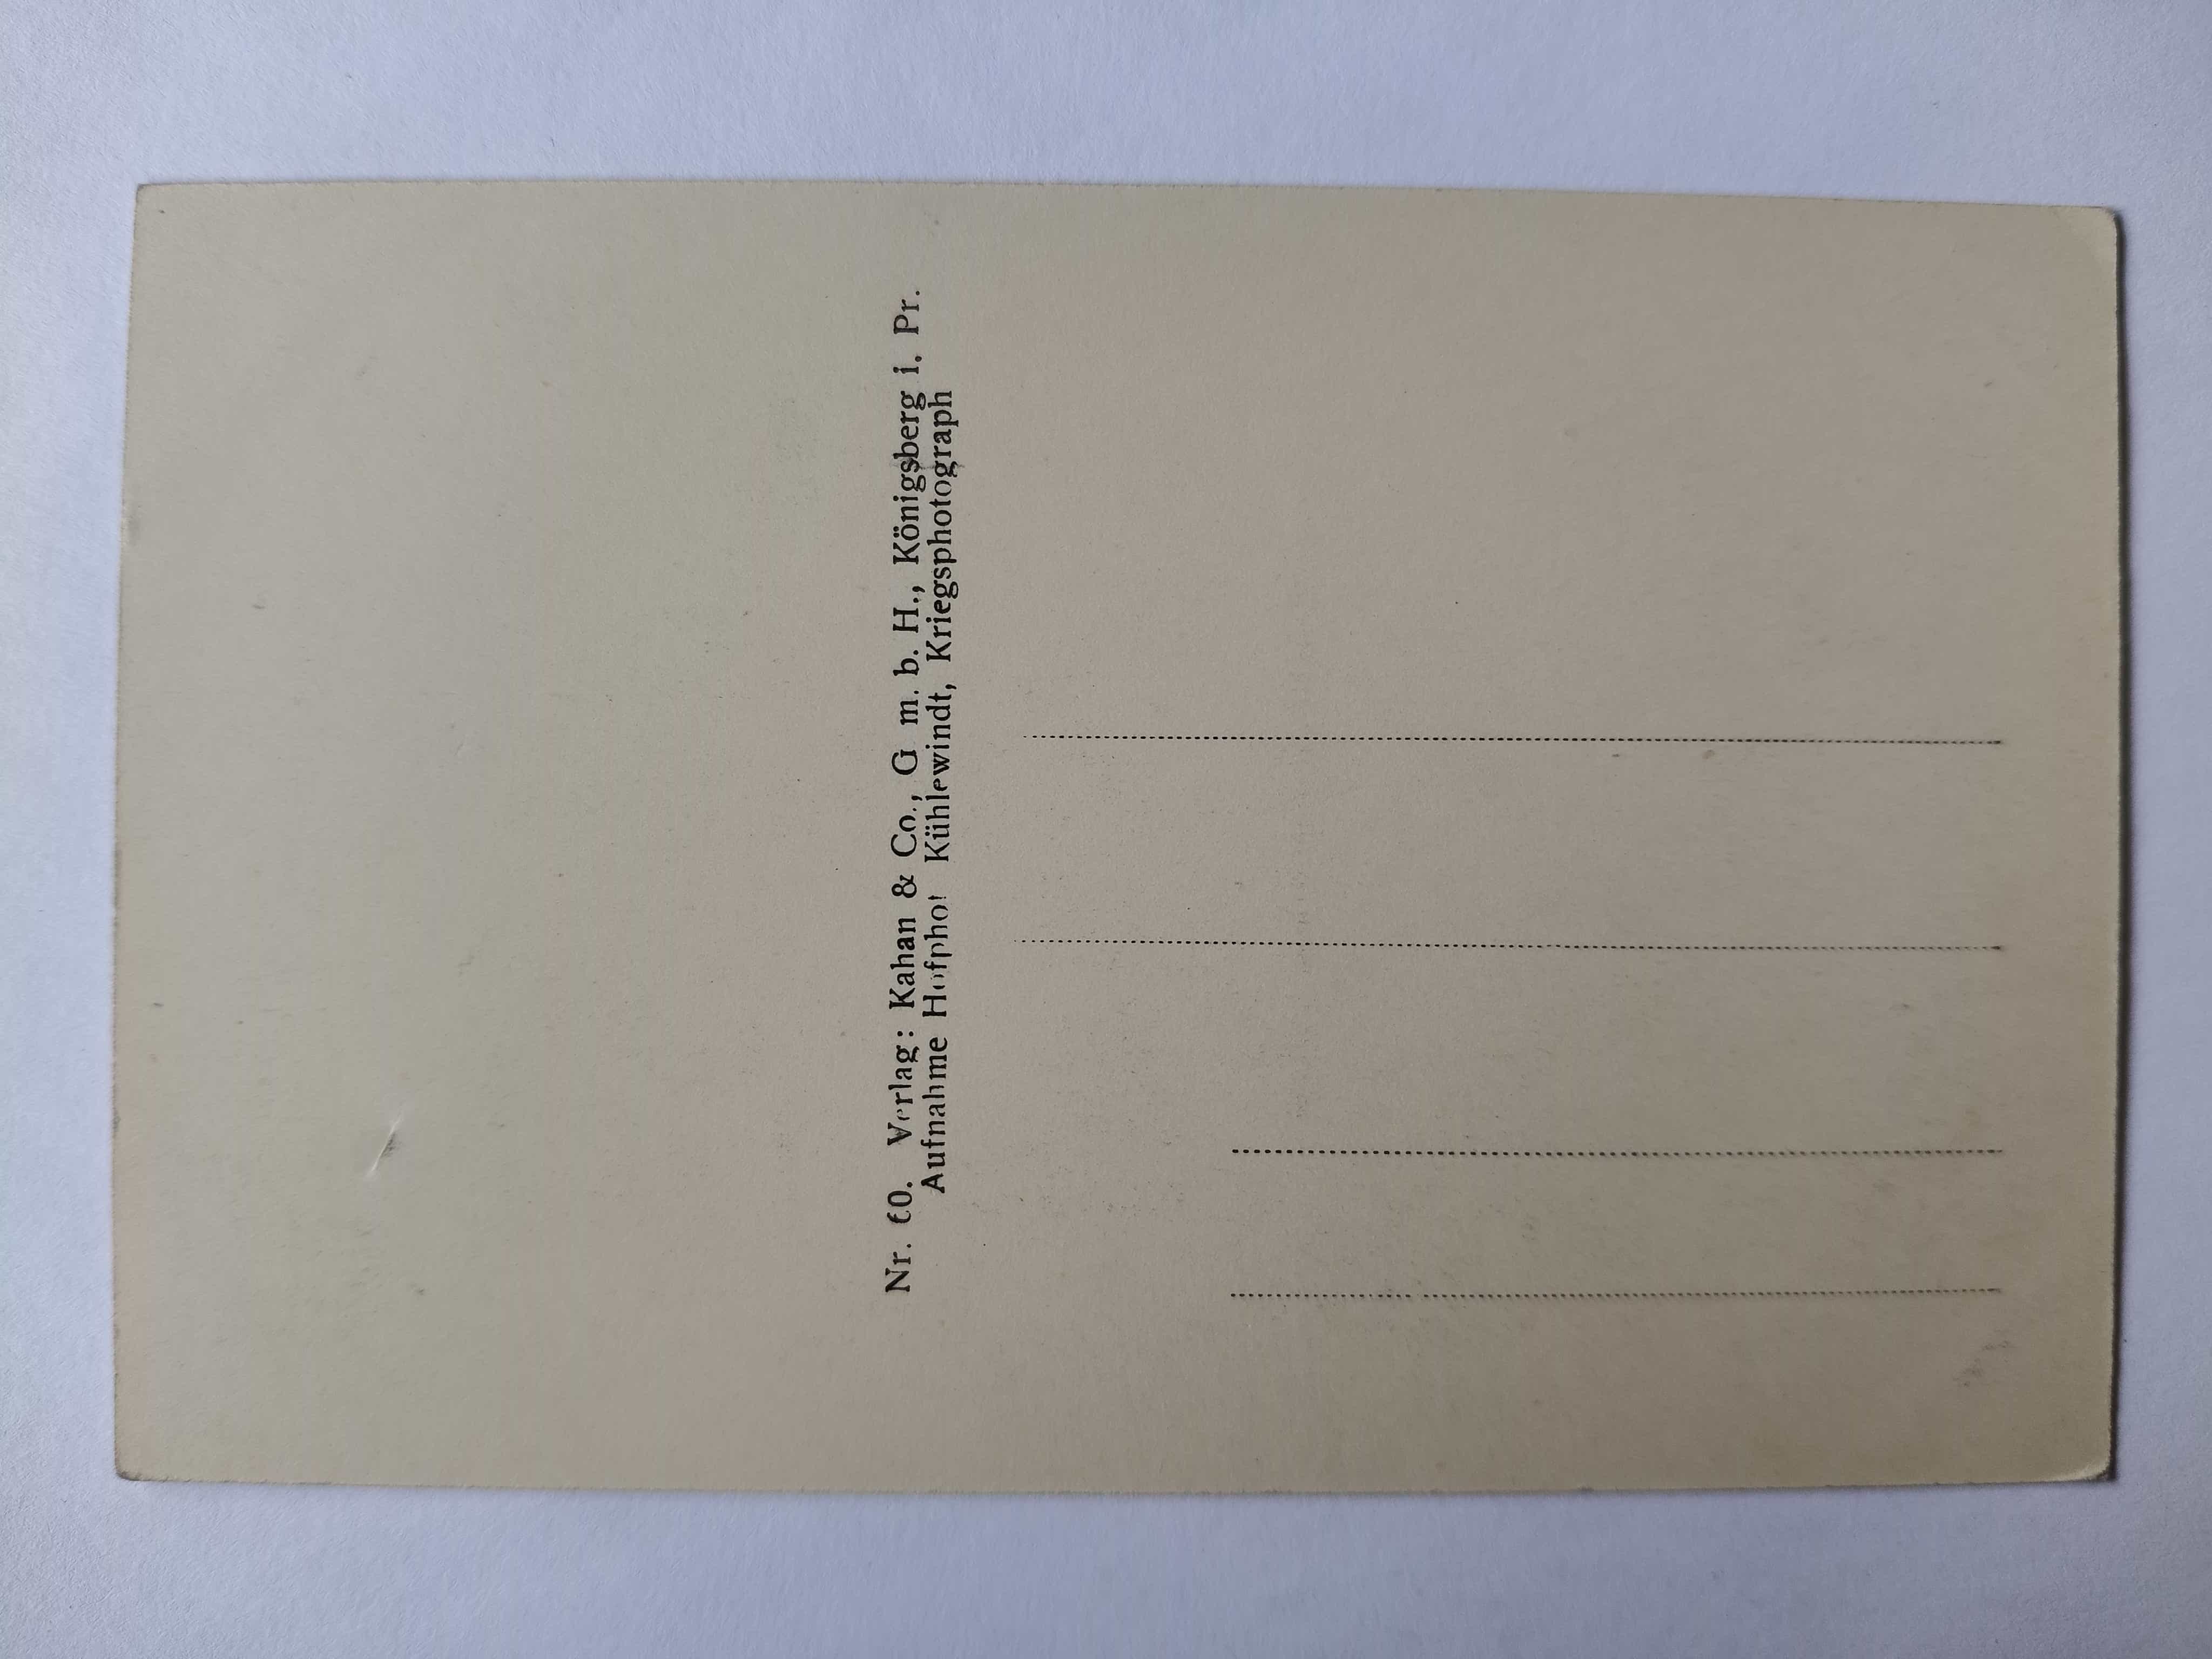 Nr. 60. Verlag: Kahan & Co., G m. b. H., Königsberg i. Pr.
Aufnahme Hofphot Kühlewindt, Kriegsphotograph